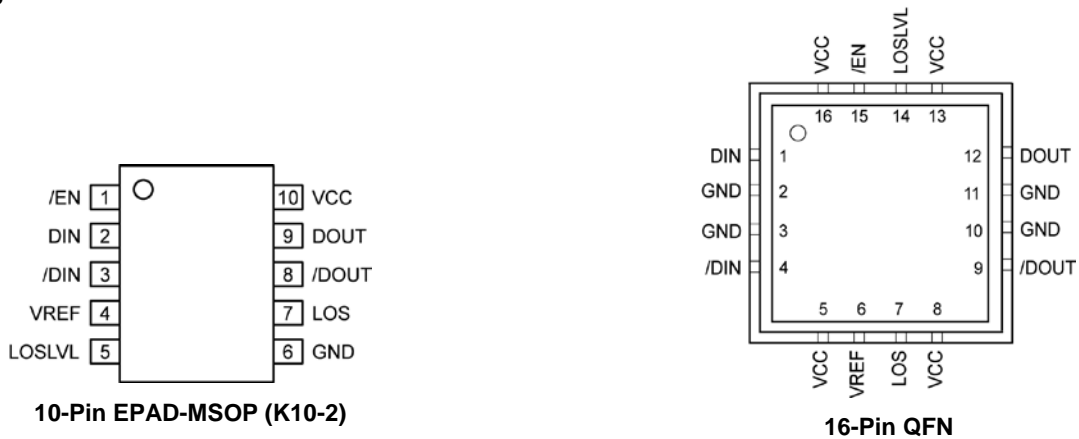 /EN 1 10 VCC
DIN 2 9 DOUT
/DIN 3 8 /DOUT
VREF 4 7 LOS
LOSLVL 5 6 GND
10-Pin EPAD-MSOP (K10-2)
VCC /EN LOSLVL VCC
16 15 14 13
DIN 1 12 DOUT
GND 2 11 GND
GND 3 10 GND
/DIN 4 9 /DOUT
5 6 7 8
VCC VREF LOS VCC
16-Pin QFN